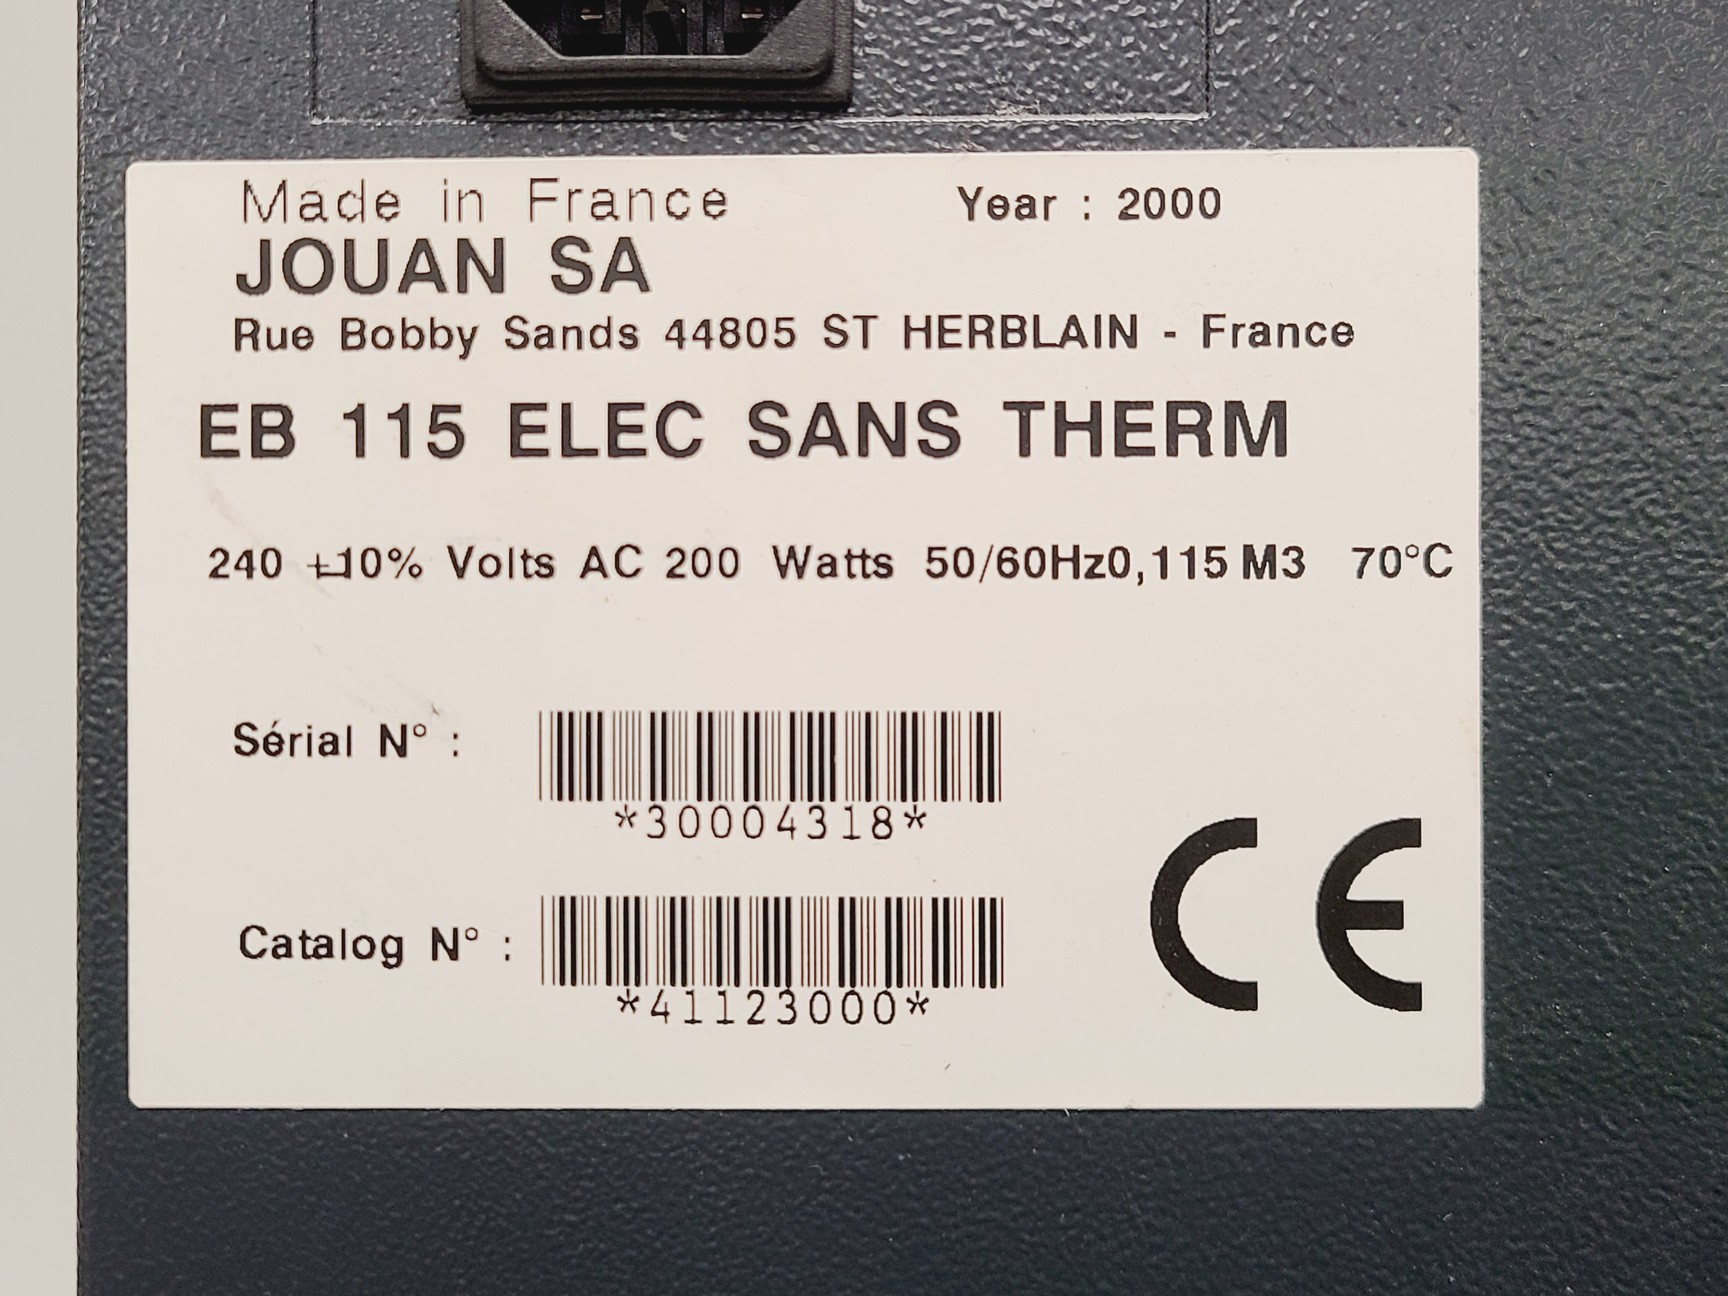 Made in France Year : 2000
JOUAN SA
Rue Bobby Sands 44805 ST HERBLAIN - France
EB 115 ELEC SANS THERM
240 ±10% Volts AC 200 Watts 50/60Hz0,115 M3 70°C
Sérial N° :
*30004318*
Catalog N° :
*41123000*
CE